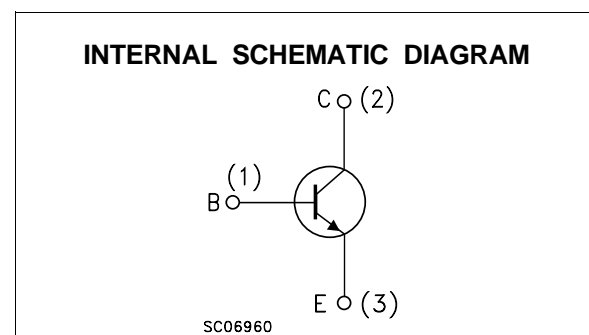 INTERNAL SCHEMATIC DIAGRAM
C (2)
(1)
B
E (3)
SC06960